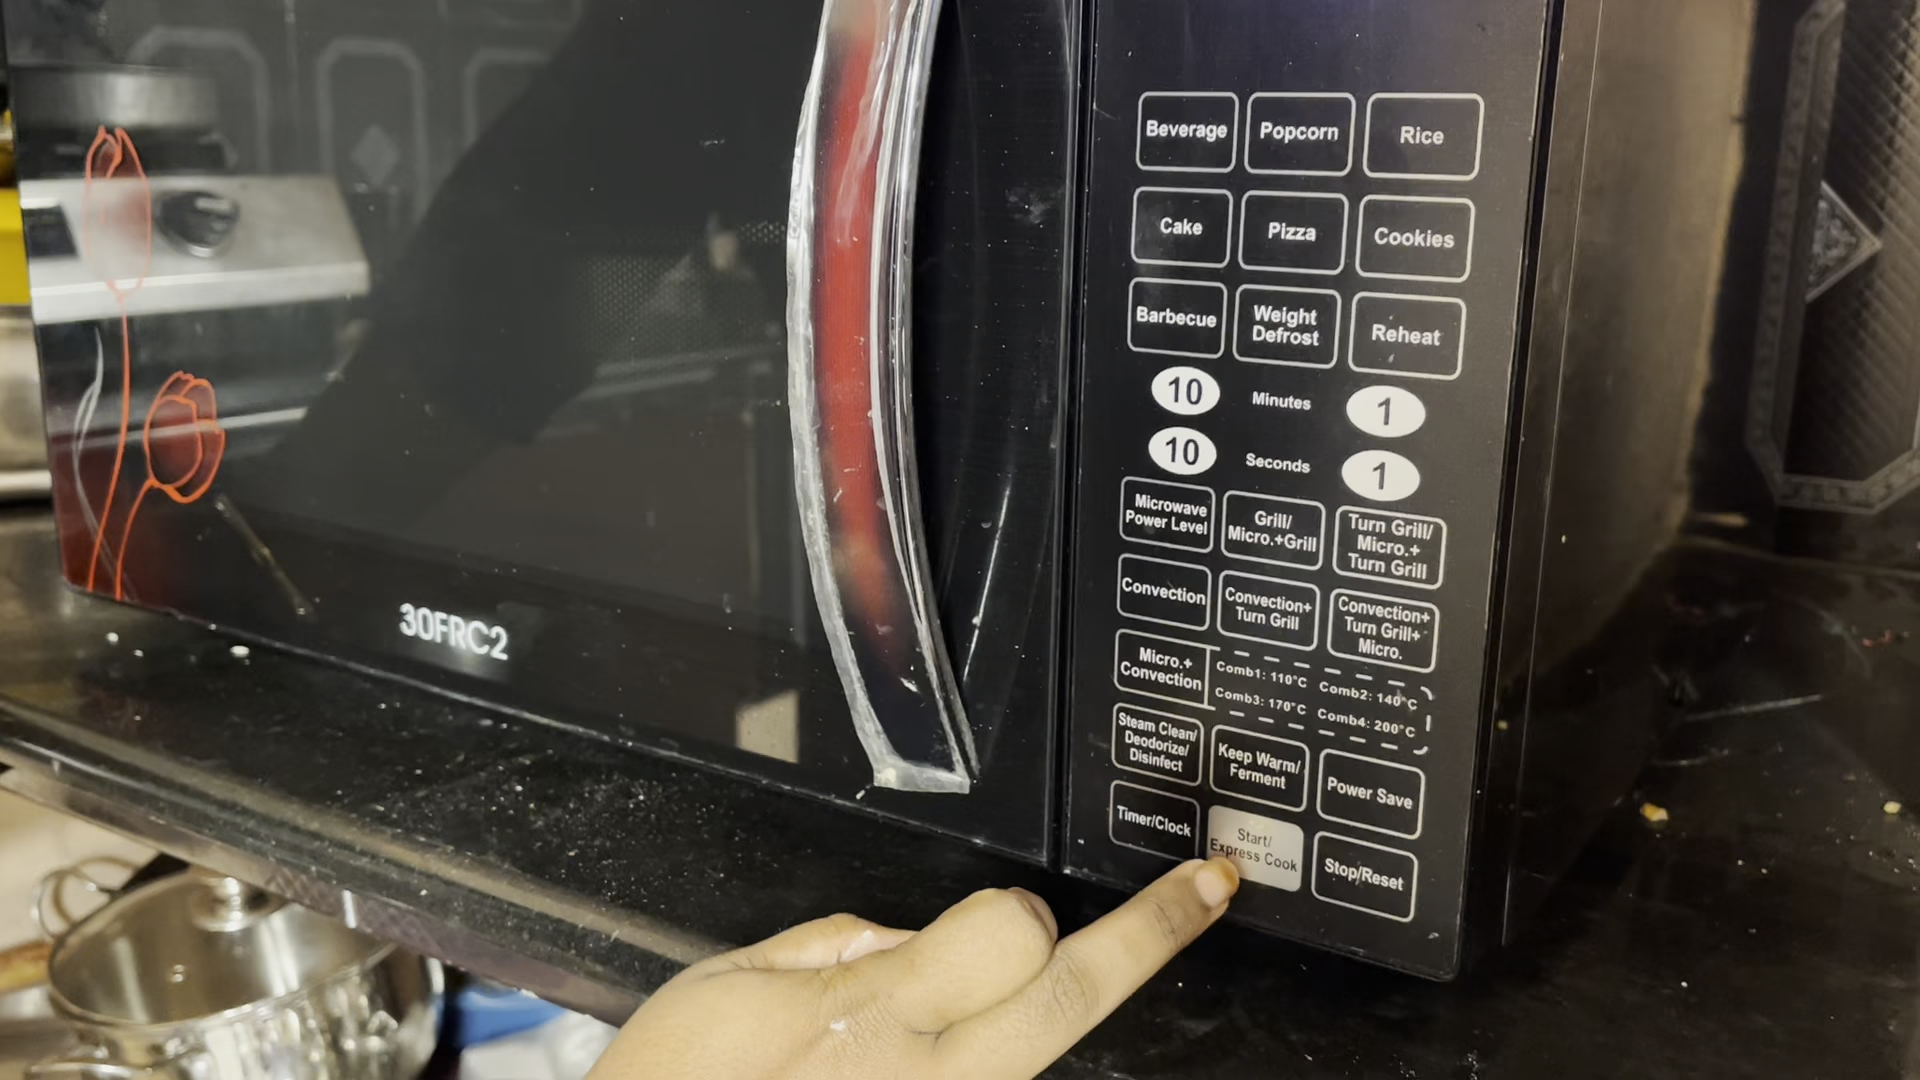 Beverage
Popcorn
Rice
Cake
Pizza
Cookies
Barbecue
Weight
Defrost
Reheat
10
Minutes
1
10
Seconds
1
Microwave
Power Level
Grill/
Micro.+Grill
Turn Grill/
Micro.+
Turn Grill
Convection
Convection+
Turn Grill
Convection+
Turn Grill+
Micro.
Micro.+
Convection
Comb1: 110°C Comb2: 140°C
Comb3: 170°C Comb4: 200°C
Steam Clean/
Deodorize/
Disinfect
Keep Warm/
Ferment
Power Save
Timer/Clock
Start/
Express Cook
Stop/Reset
30FRC2